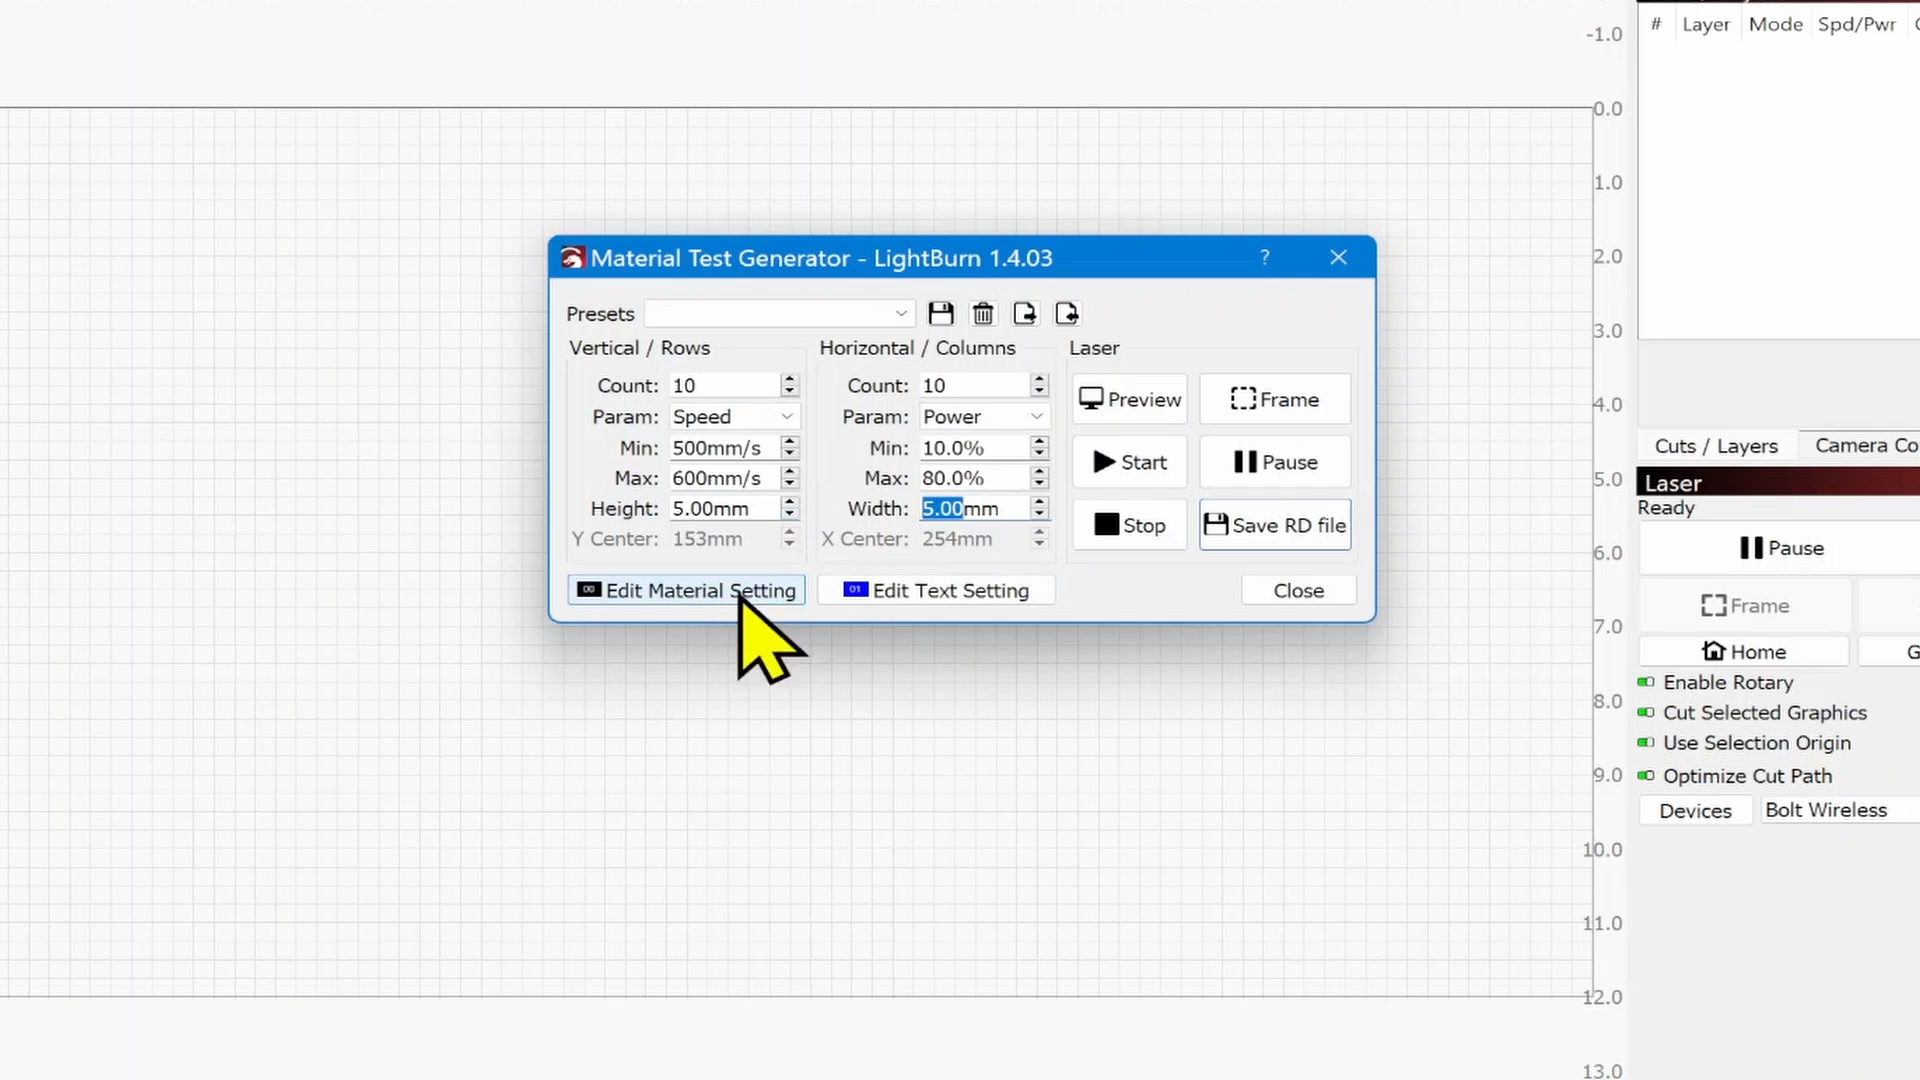 # Layer Mode Spd/Pwr
-1.0
0.0
1.0
2.0
3.0
4.0
5.0
6.0
7.0
8.0
9.0
10.0
11.0
12.0
13.0
Material Test Generator - LightBurn 1.4.03 ?
Presets
Vertical / Rows
Count: 10
Param: Speed
Min: 500mm/s
Max: 600mm/s
Height: 5.00mm
Y Center: 153mm
Horizontal / Columns
Count: 10
Param: Power
Min: 10.0%
Max: 80.0%
Width: 5.00mm
X Center: 254mm
Laser
Preview
Frame
Start
Pause
Stop
Save RD file
00 Edit Material Setting
01 Edit Text Setting
Close
Cuts / Layers
Camera Co
Laser
Ready
Pause
Frame
Home
G
Enable Rotary
Cut Selected Graphics
Use Selection Origin
Optimize Cut Path
Devices
Bolt Wireless